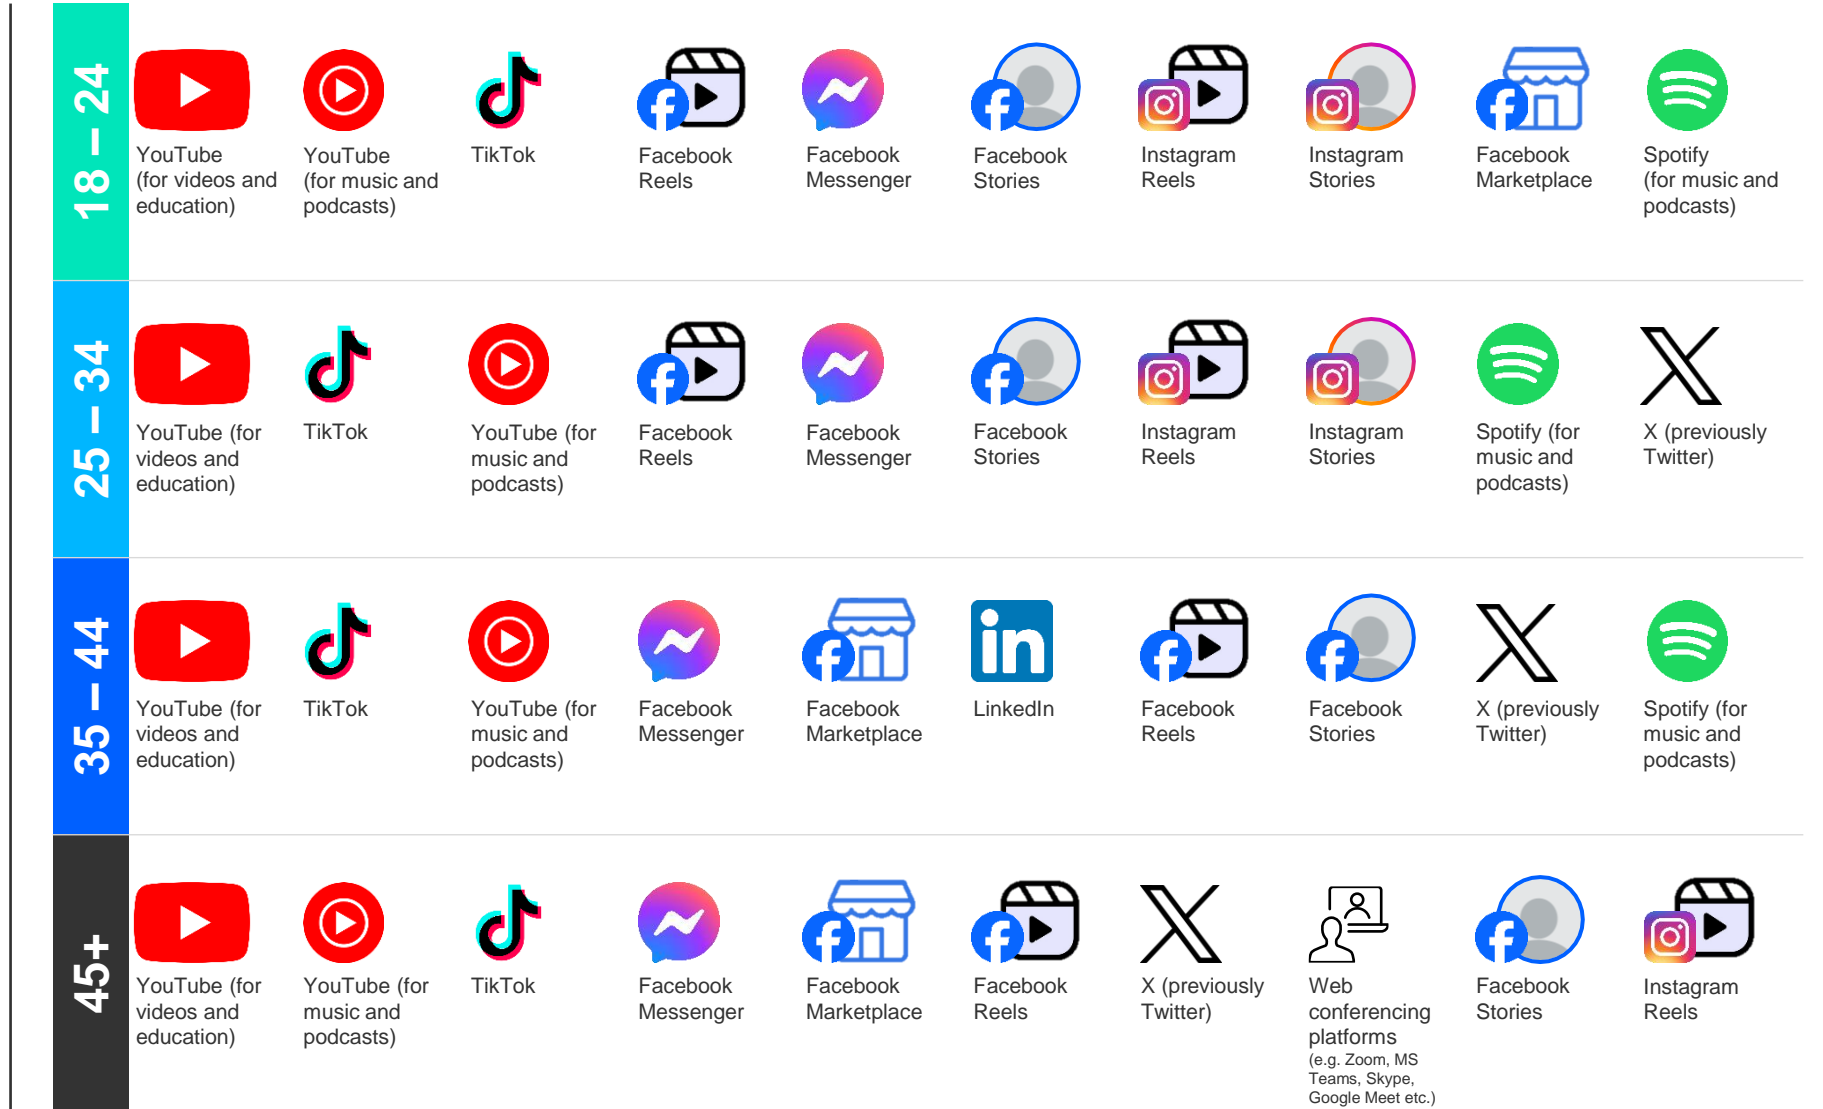 18 – 24
YouTube
(for videos and
education)
YouTube
(for music and
podcasts)
TikTok
Facebook
Reels
Facebook
Messenger
Facebook
Stories
Instagram
Reels
Instagram
Stories
Facebook
Marketplace
Spotify
(for music and
podcasts)
25 – 34
YouTube (for
videos and
education)
TikTok
YouTube (for
music and
podcasts)
Facebook
Reels
Facebook
Messenger
Facebook
Stories
Instagram
Reels
Instagram
Stories
Spotify (for
music and
podcasts)
X (previously
Twitter)
35 – 44
YouTube (for
videos and
education)
TikTok
YouTube (for
music and
podcasts)
Facebook
Messenger
Facebook
Marketplace
in
LinkedIn
Facebook
Reels
Facebook
Stories
X (previously
Twitter)
Spotify (for
music and
podcasts)
45+
YouTube (for
videos and
education)
YouTube (for
music and
podcasts)
TikTok
Facebook
Messenger
Facebook
Marketplace
Facebook
Reels
X (previously
Twitter)
Web
conferencing
platforms
(e.g. Zoom, MS
Teams, Skype,
Google Meet etc.)
Facebook
Stories
Instagram
Reels